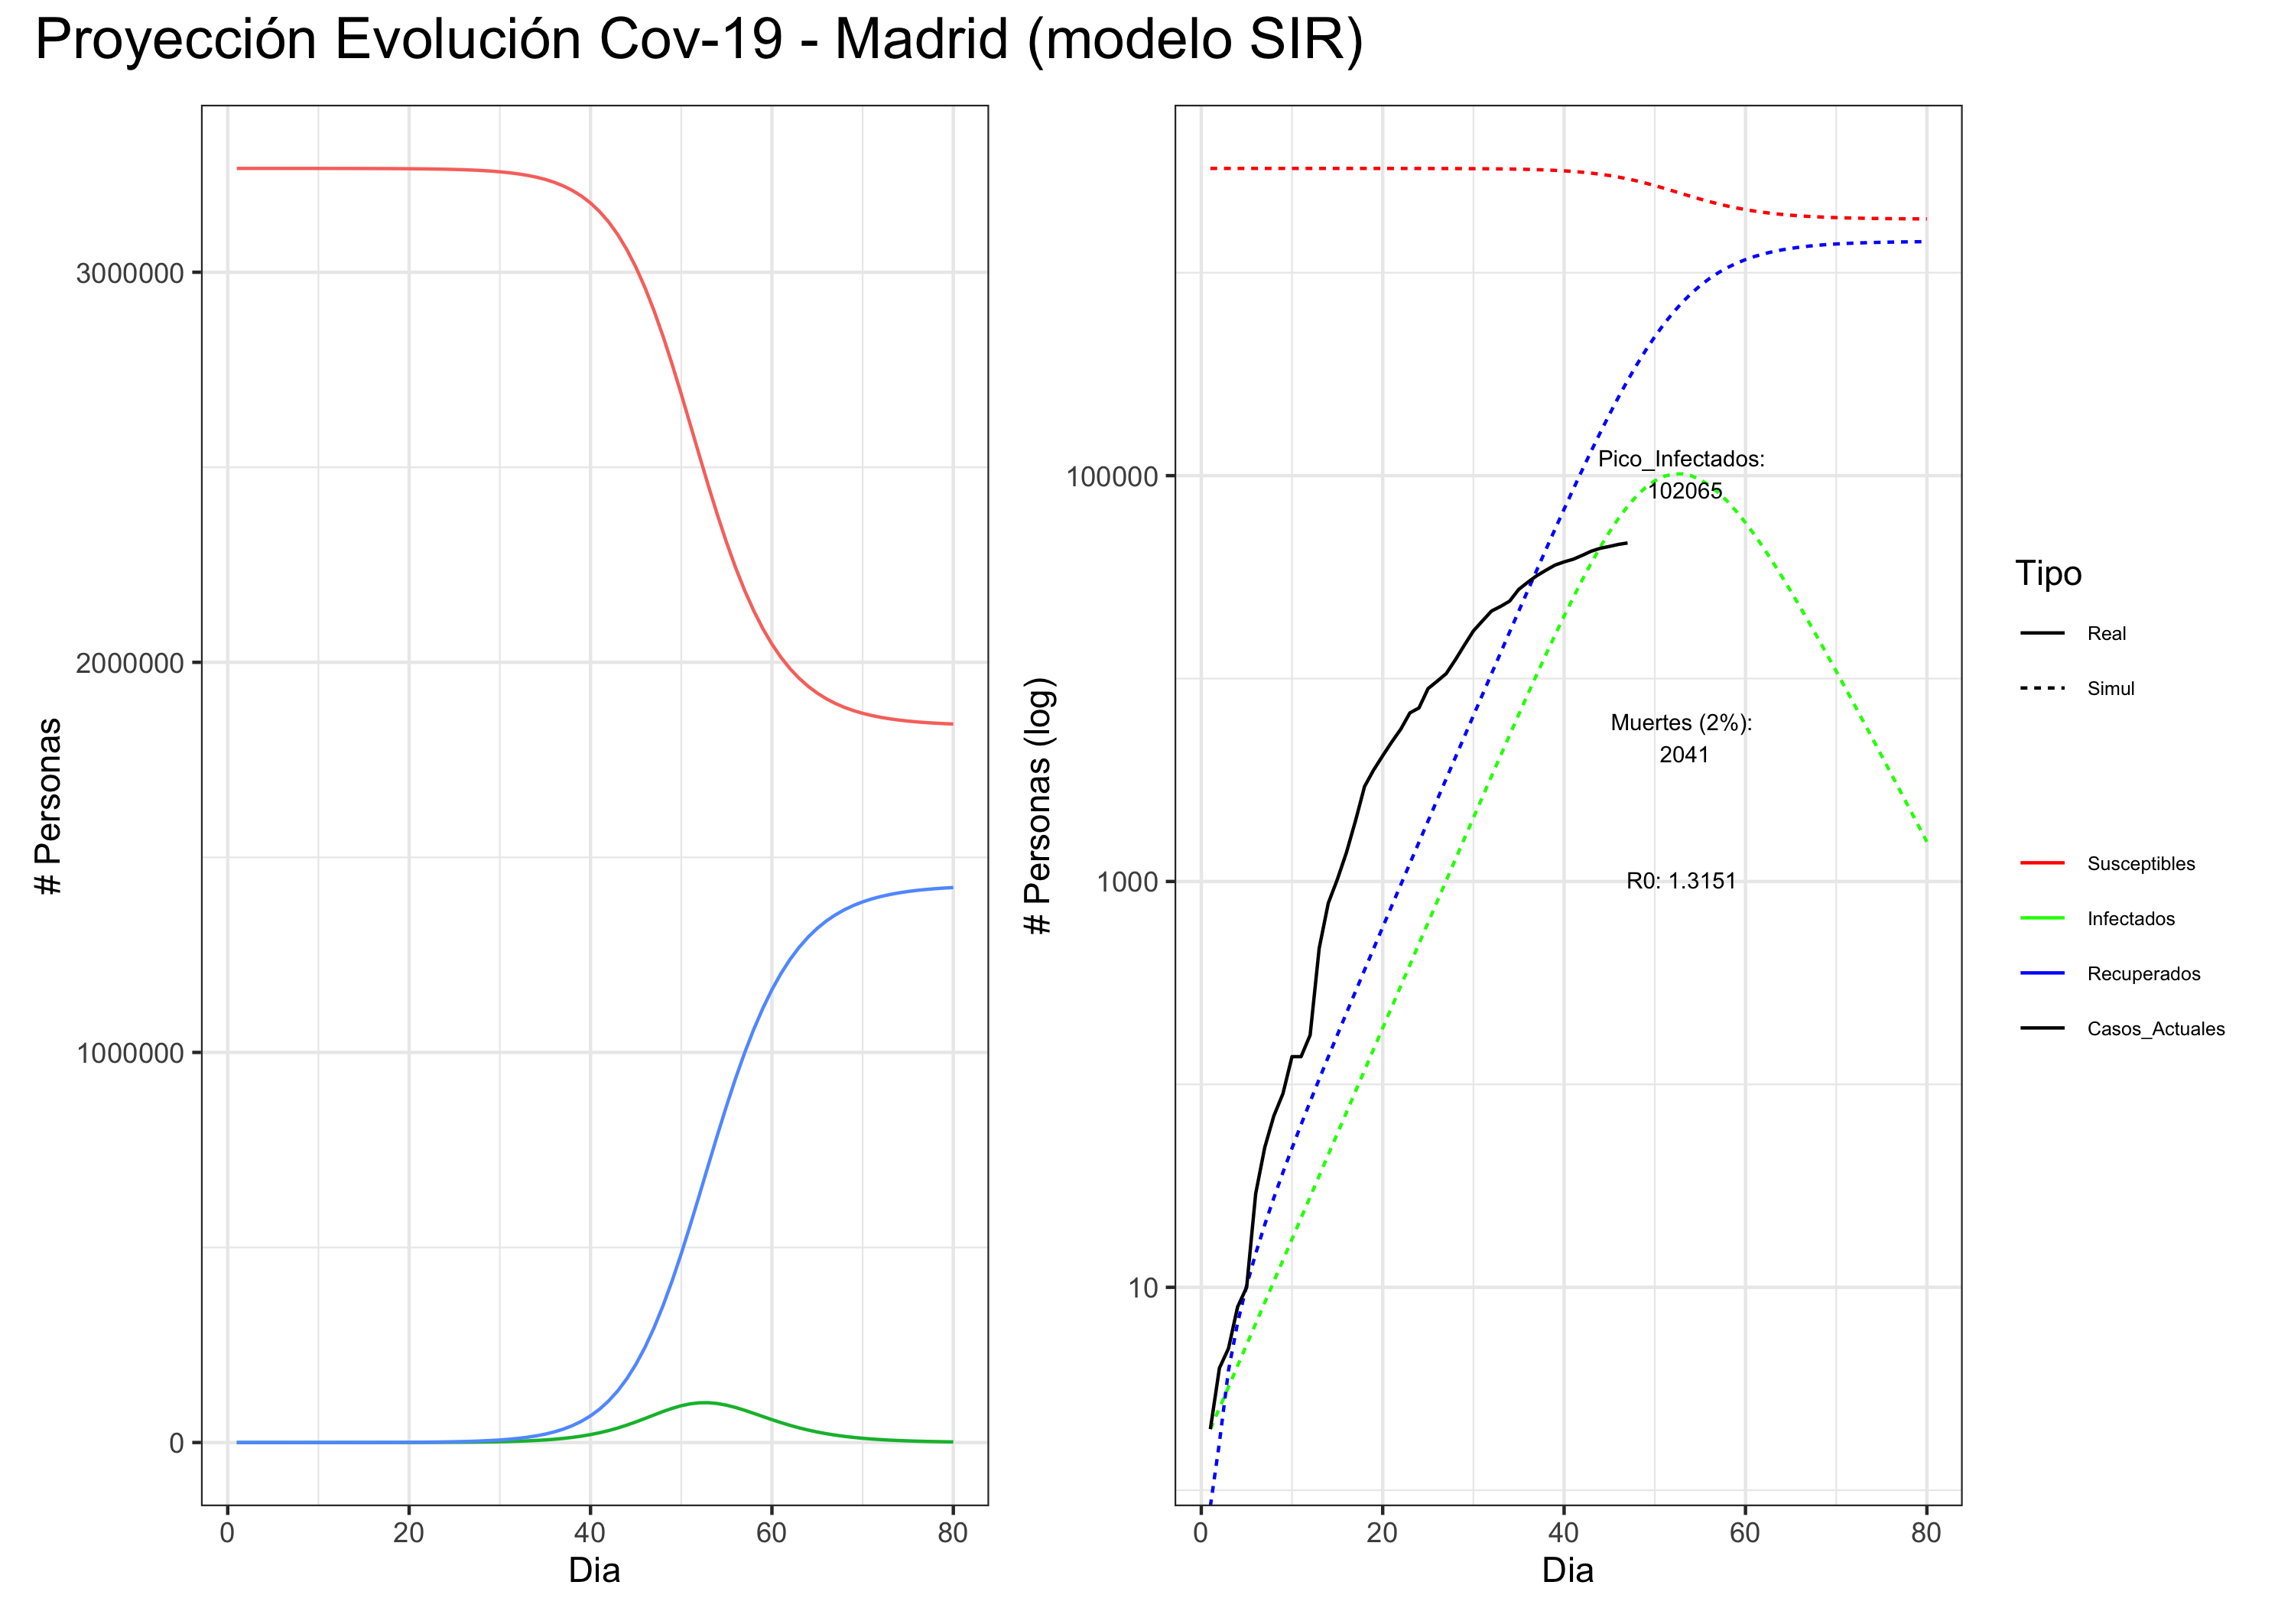 Proyección Evolución Cov-19 - Madrid (modelo SIR)
# Personas
3000000
2000000
1000000
0
0 20 40 60 80
Dia
# Personas (log)
100000
1000
10
0 20 40 60 80
Dia
Pico_Infectados:
102065
Muertes (2%):
2041
R0: 1.3151
Tipo
Real
Simul
Susceptibles
Infectados
Recuperados
Casos_Actuales